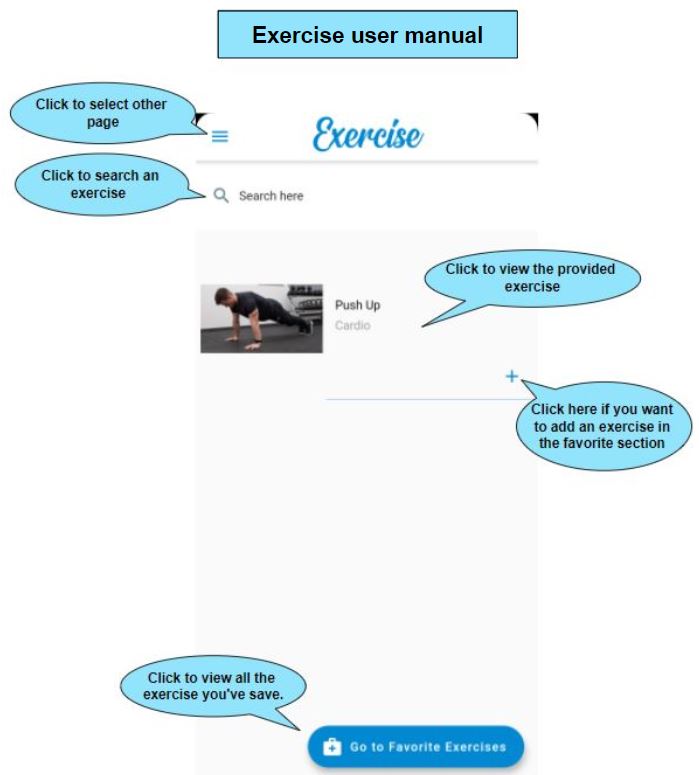 Exercise user manual
Click to select other
page
Exercise
Click to search an
exercise
Search here
Click to view the provided
exercise
Push Up
Cardio
+
Click here if you want
to add an exercise in
the favorite section
Click to view all the
exercise you've save.
Go to Favorite Exercises